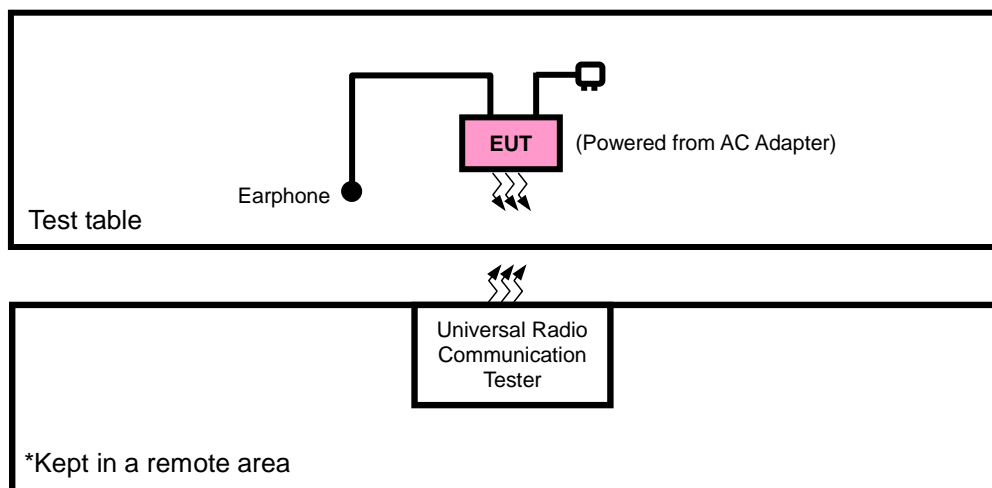 EUT
(Powered from AC Adapter)
Earphone
Test table
Universal Radio
Communication
Tester
*Kept in a remote area